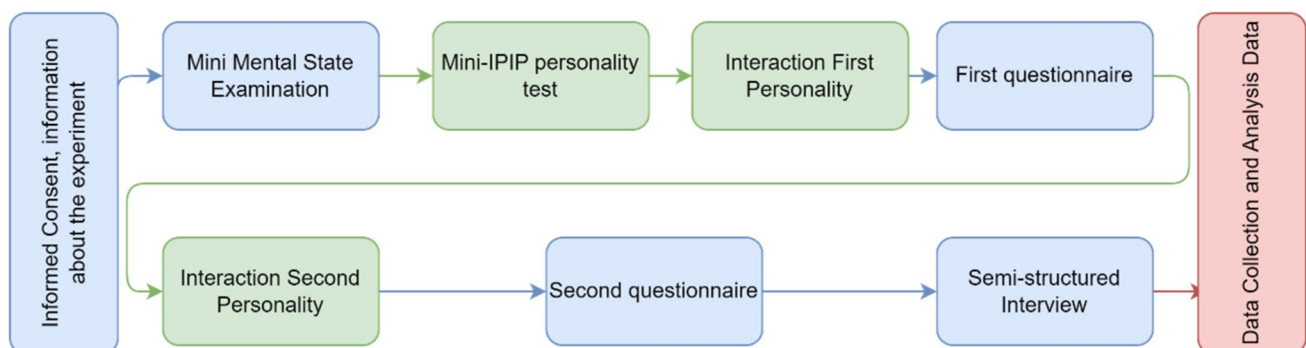 Informed Consent, information
about the experiment
Mini Mental State
Examination
Mini-IPIP personality
test
Interaction First
Personality
First questionnaire
Interaction Second
Personality
Second questionnaire
Semi-structured
Interview
Data Collection and Analysis Data